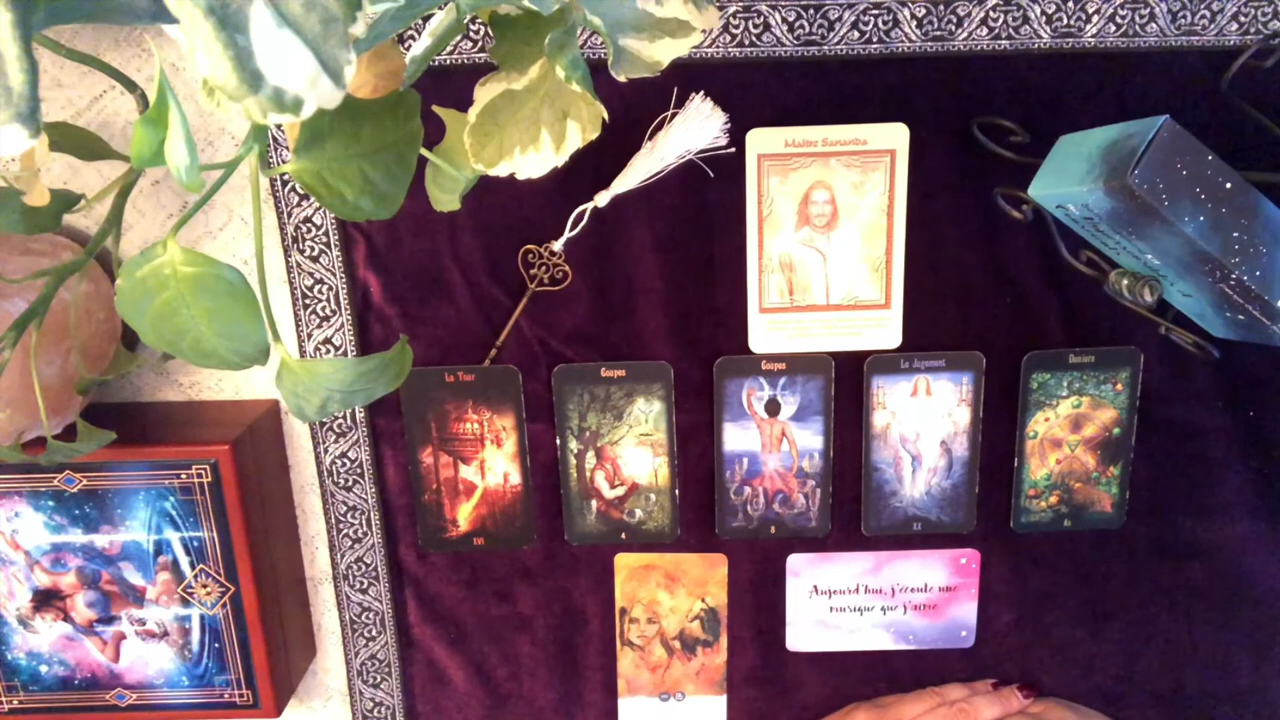 Maître Sananda
La Tour
Coupes
Coupes
Le Jugement
Deniers
XVI
4
8
XX
As
Aujourd'hui, j'écoute une
musique que j'aime